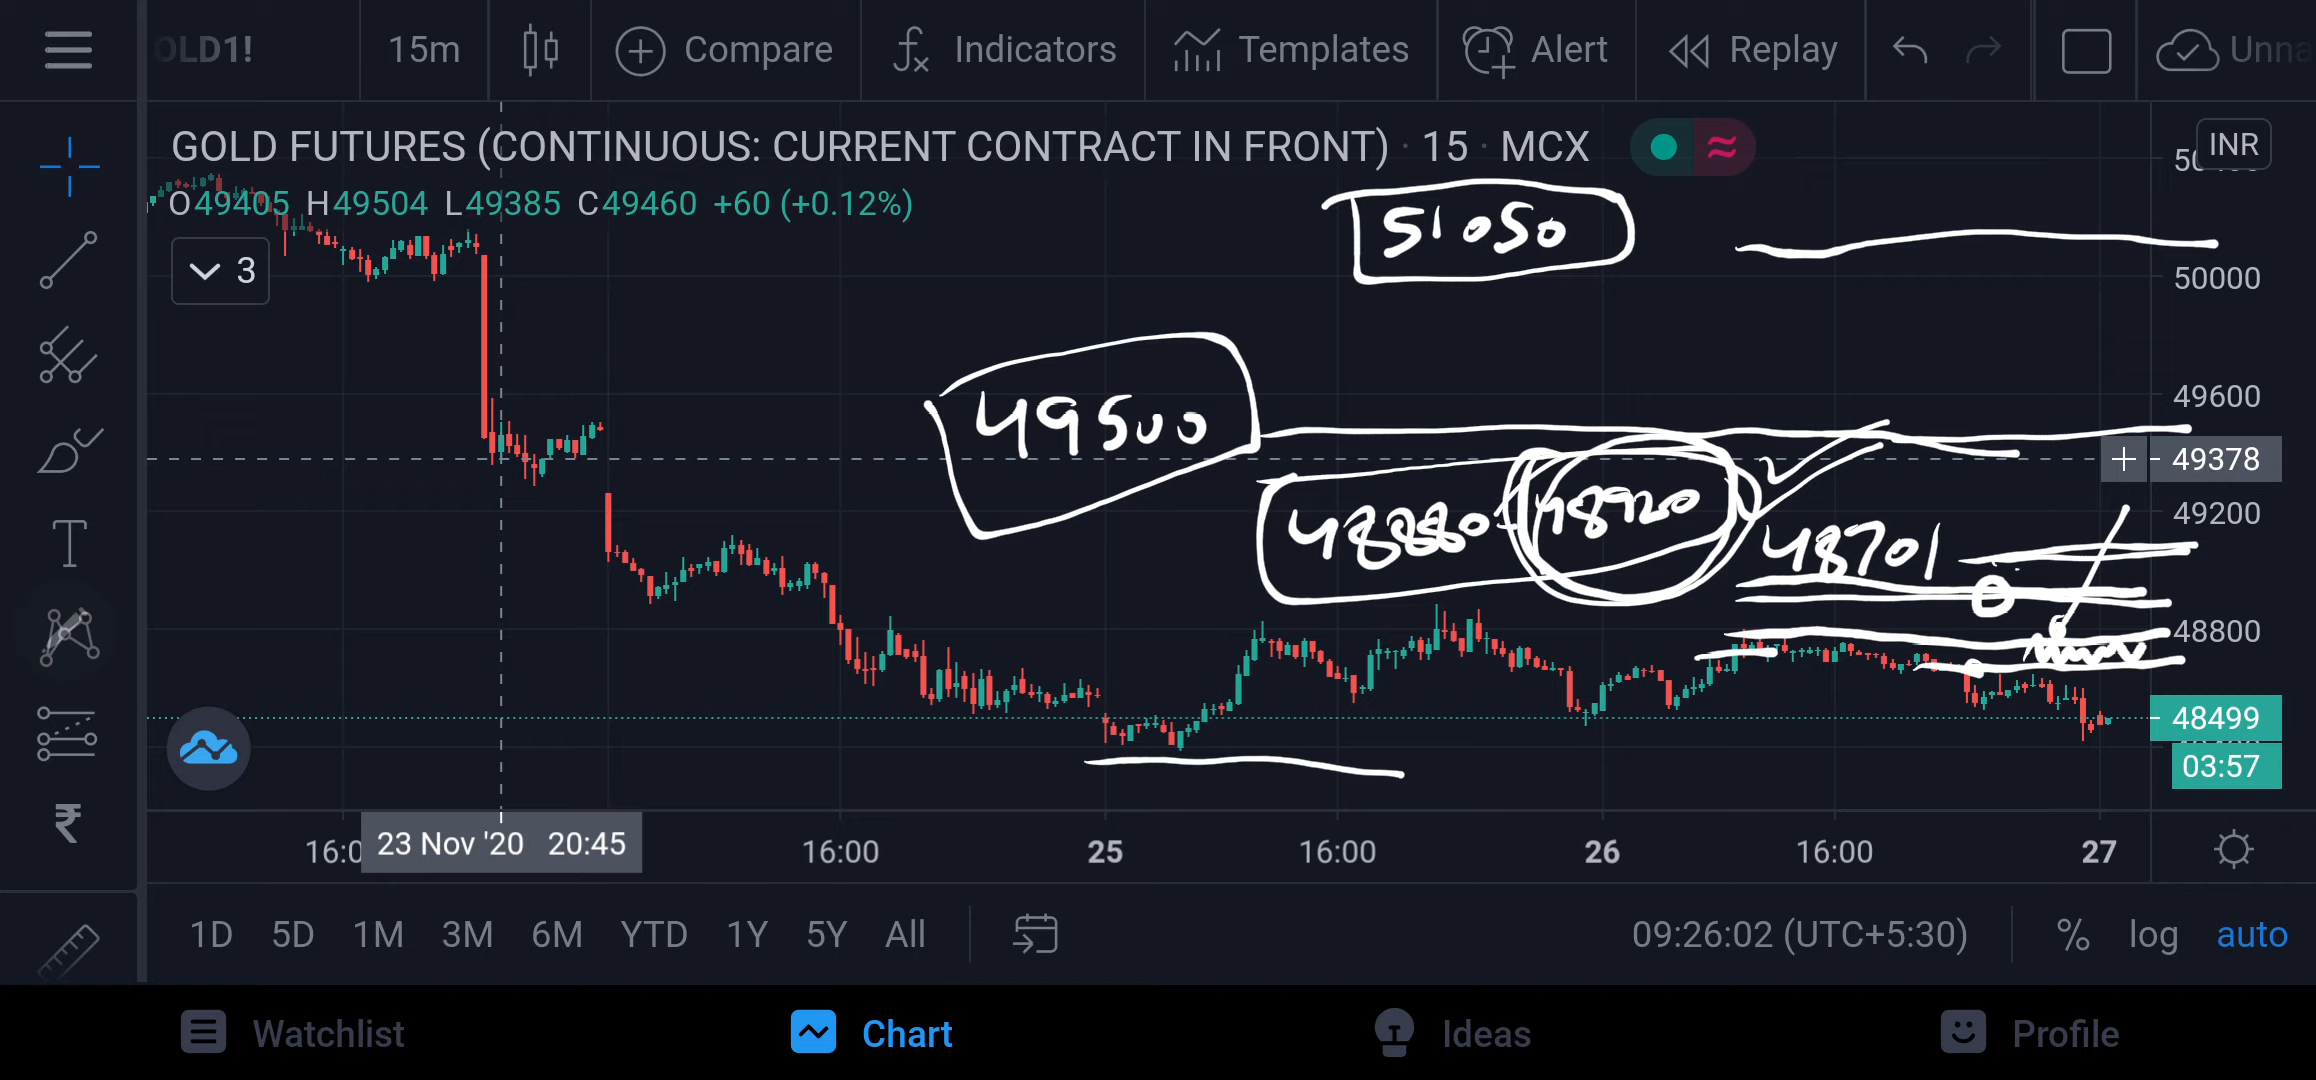 OLD1! 15m Compare Indicators Templates Alert Replay Unna
GOLD FUTURES (CONTINUOUS: CURRENT CONTRACT IN FRONT) · 15 · MCX INR
O49405 H49504 L49385 C49460 +60 (+0.12%)
51050
3
50000
49600
49500
49378
49200
48880 48920
48701
48800
48499
03:57
16:0 23 Nov '20 20:45 16:00 25 16:00 26 16:00 27
1D 5D 1M 3M 6M YTD 1Y 5Y All 09:26:02 (UTC+5:30) % log auto
Watchlist Chart Ideas Profile